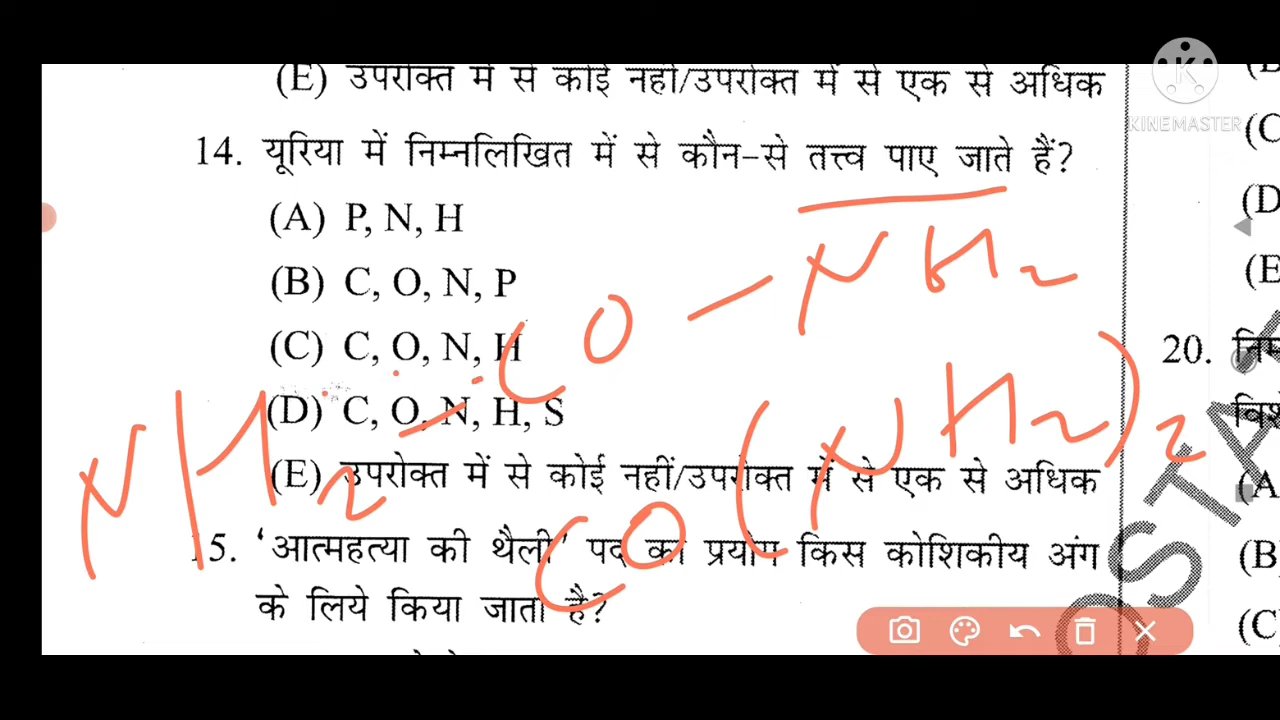 (E) उपरोक्त में से कोई नहीं/उपरोक्त में से एक से अधिक
KINEMASTER
14. यूरिया में निम्नलिखित में से कौन-से तत्त्व पाए जाते हैं?
(A) P, N, H
(B) C, O, N, P
(C) C, O, N, H
(D) C, O, N, H, S
(E) उपरोक्त में से कोई नहीं/उपरोक्त में से एक से अधिक
NH2 - CO - NH2
CO(NH2)2
15. ‘आत्महत्या की थैली’ पद का प्रयोग किस कोशिकीय अंग
के लिये किया जाता है?
(C
(D
(E
20.
(A
(B
(C